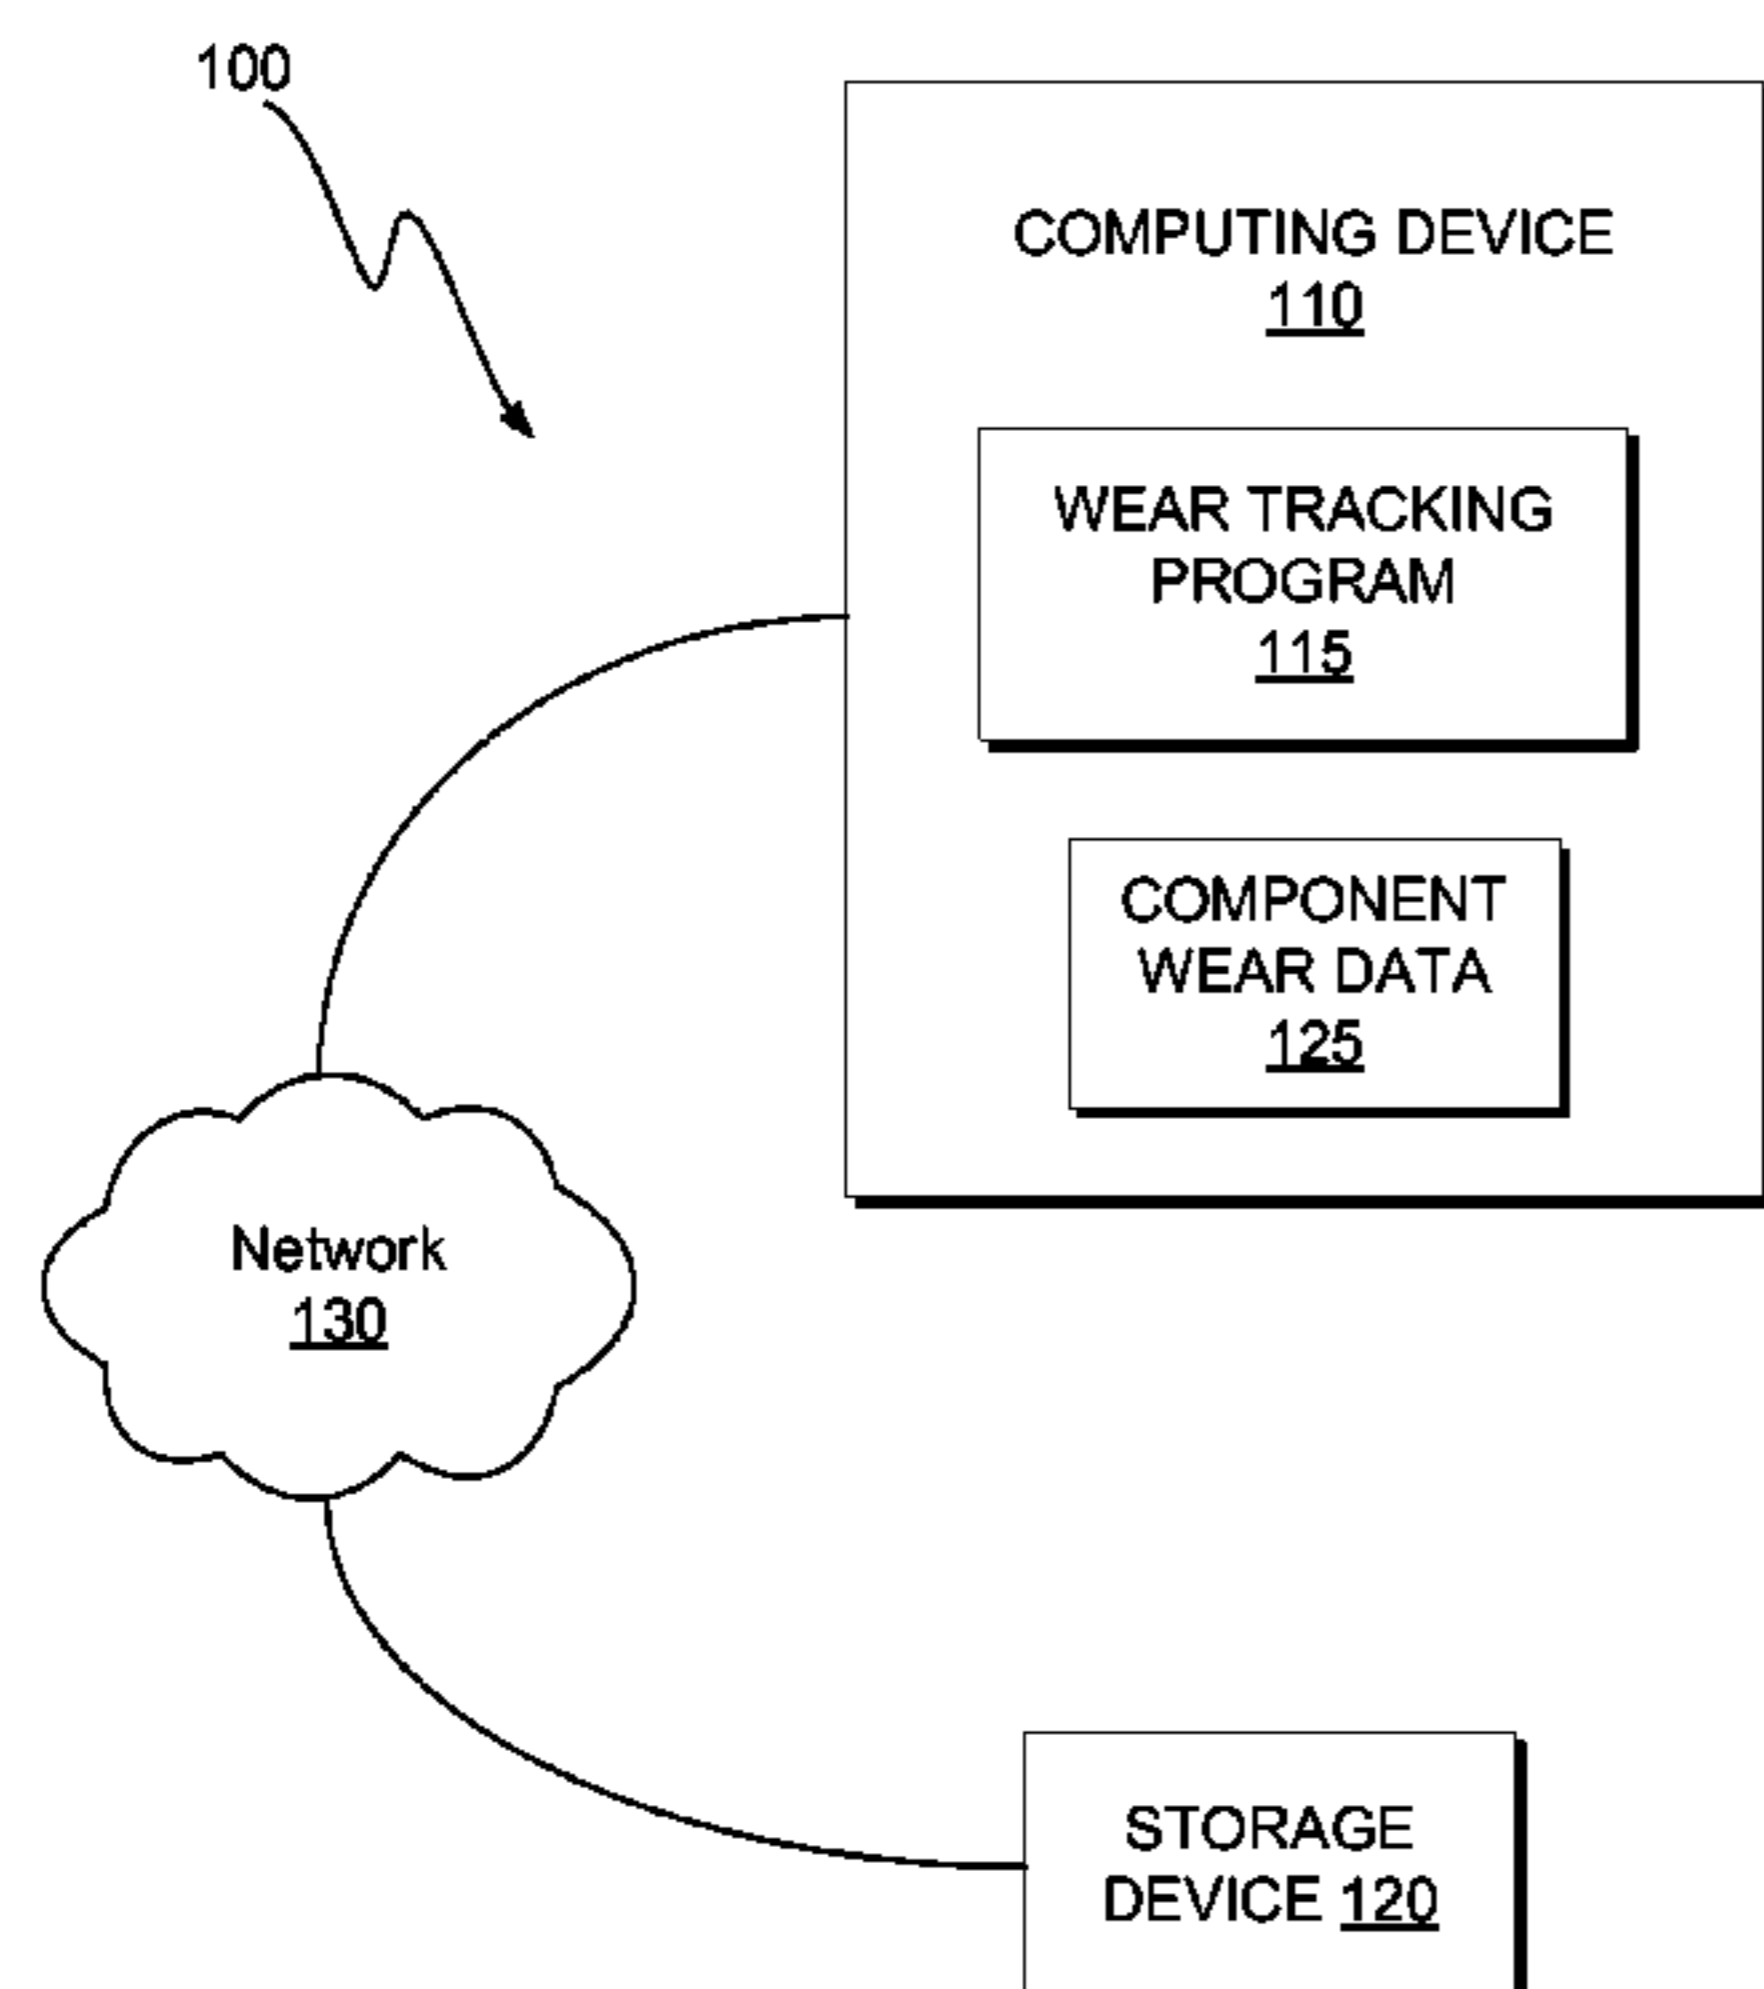 100
COMPUTING DEVICE
110
WEAR TRACKING
PROGRAM
115
COMPONENT
WEAR DATA
125
Network
130
STORAGE
DEVICE 120